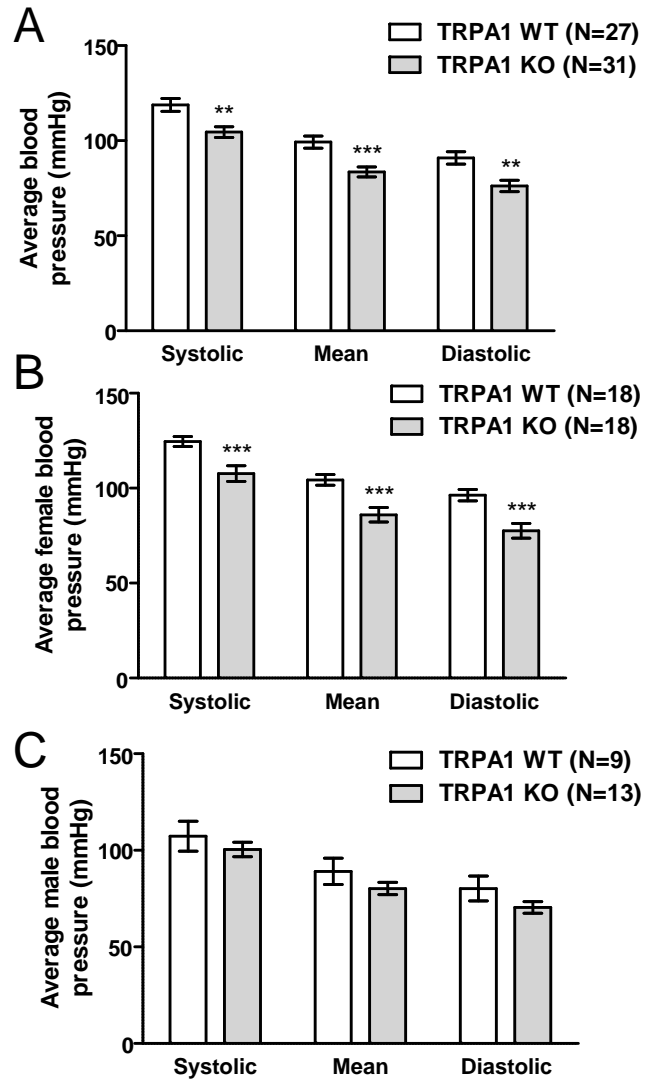 A
TRPA1 WT (N=27)
TRPA1 KO (N=31)
Average blood
pressure (mmHg)
150
100
50
0
**
***
**
Systolic Mean Diastolic
B
TRPA1 WT (N=18)
TRPA1 KO (N=18)
Average female blood
pressure (mmHg)
150
100
50
0
***
***
***
Systolic Mean Diastolic
C
TRPA1 WT (N=9)
TRPA1 KO (N=13)
Average male blood
pressure (mmHg)
150
100
50
0
Systolic Mean Diastolic